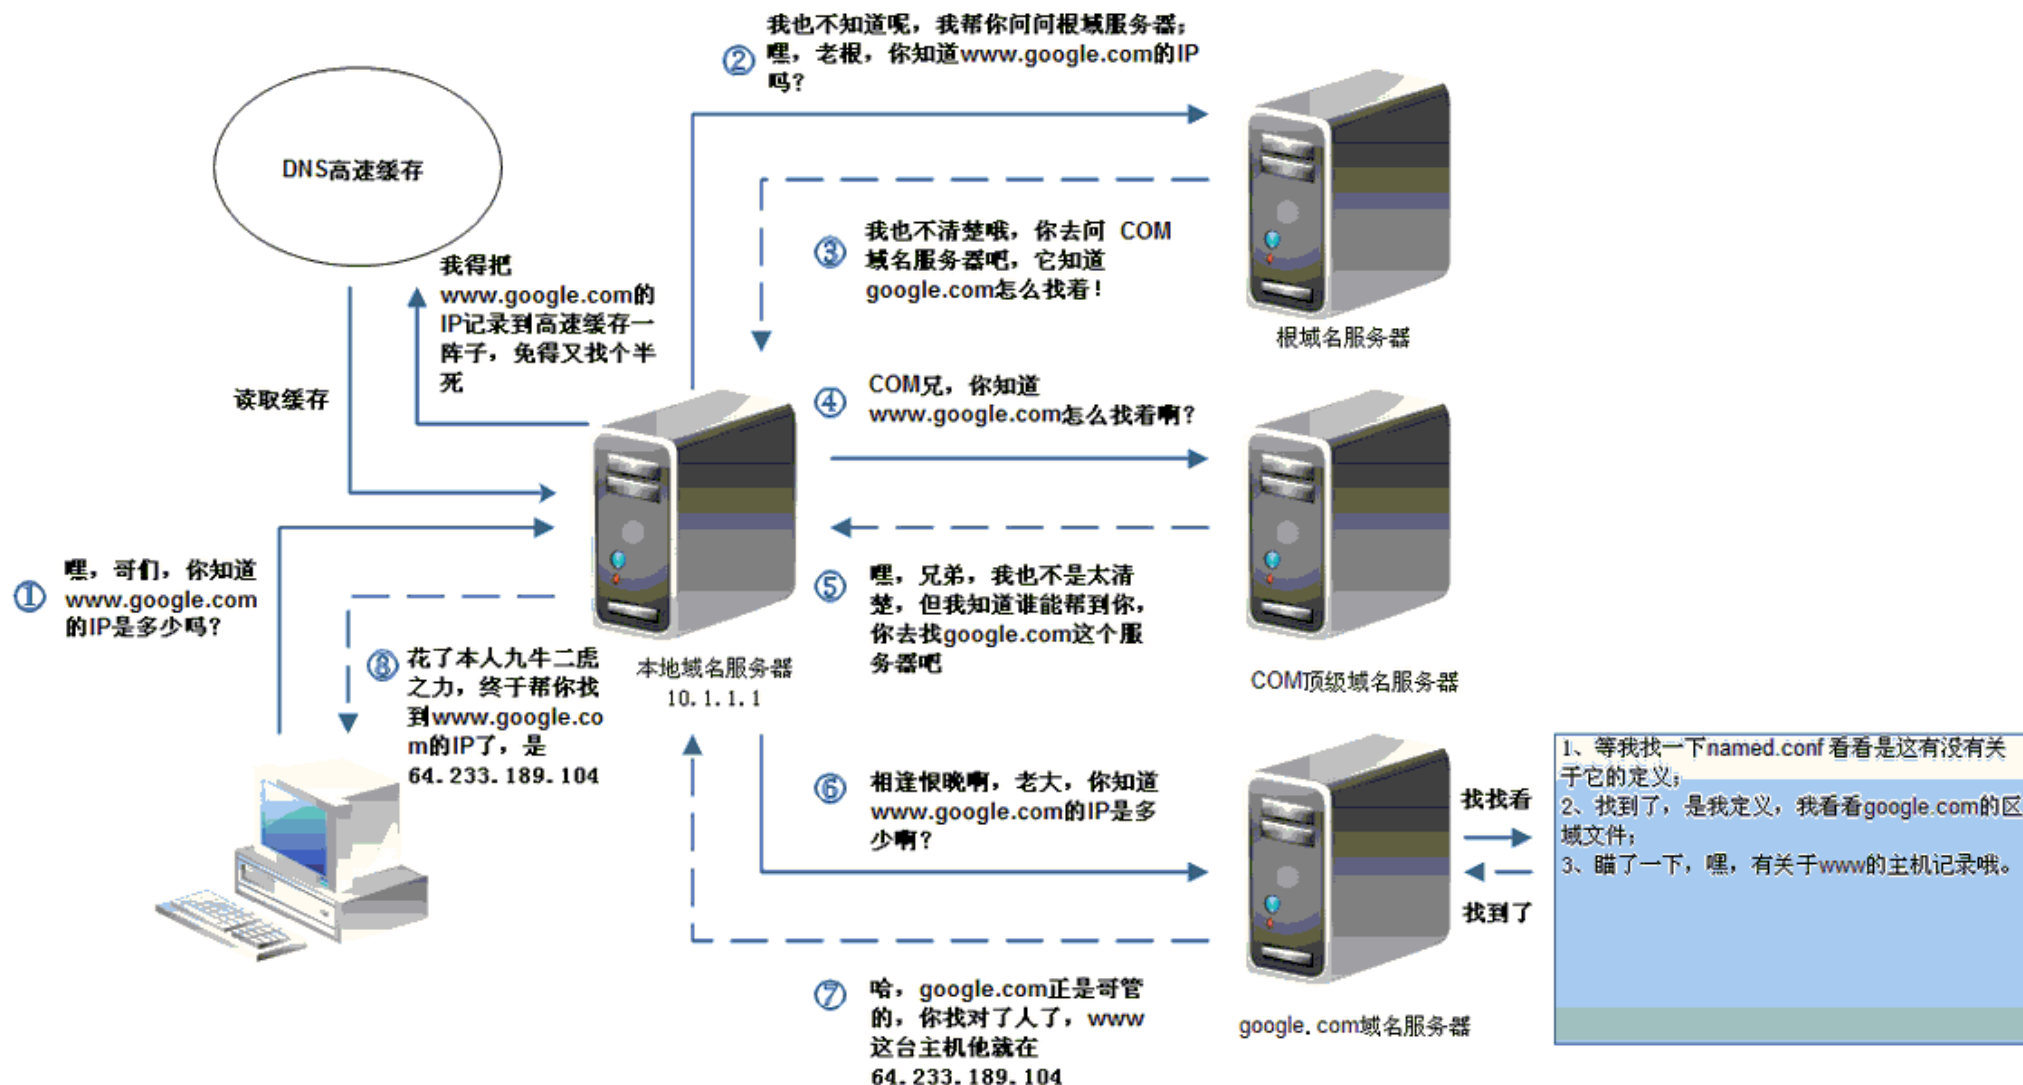 我也不知道呢，我帮你问问根域服务器；
② 嘿，老根，你知道www.google.com的IP
吗？
DNS高速缓存
③ 我也不清楚哦，你去问 COM
域名服务器吧，它知道
google.com怎么找着！
根域名服务器
我得把
www.google.com的
IP记录到高速缓存一
阵子，免得又找个半
死
读取缓存
④ COM兄，你知道
www.google.com怎么找着啊？
① 嘿，哥们，你知道
www.google.com
的IP是多少吗？
⑤ 嘿，兄弟，我也不是太清
楚，但我知道谁能帮到你，
你去找google.com这个服
务器吧
本地域名服务器
10.1.1.1
COM顶级域名服务器
⑧ 花了本人九牛二虎
之力，终于帮你找
到www.google.co
m的IP了，是
64.233.189.104
⑥ 相逢恨晚啊，老大，你知道
www.google.com的IP是多
少啊？
找找看
找到了
1、等我找一下named.conf 看看是这有没有关
于它的定义；
2、找到了，是我定义，我看看google.com的区
域文件；
3、瞄了一下，嘿，有关于www的主机记录哦。
⑦ 哈，google.com正是哥管
的，你找对了人了，www
这台主机他就在
64.233.189.104
google.com域名服务器